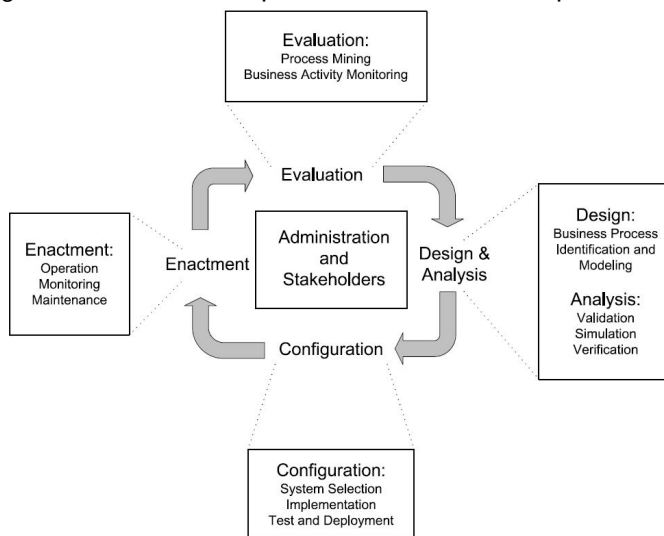 Evaluation:
Process Mining
Business Activity Monitoring
Evaluation
Enactment:
Operation
Monitoring
Maintenance
Enactment
Administration
and
Stakeholders
Design &
Analysis
Design:
Business Process
Identification and
Modeling
Analysis:
Validation
Simulation
Verification
Configuration
Configuration:
System Selection
Implementation
Test and Deployment